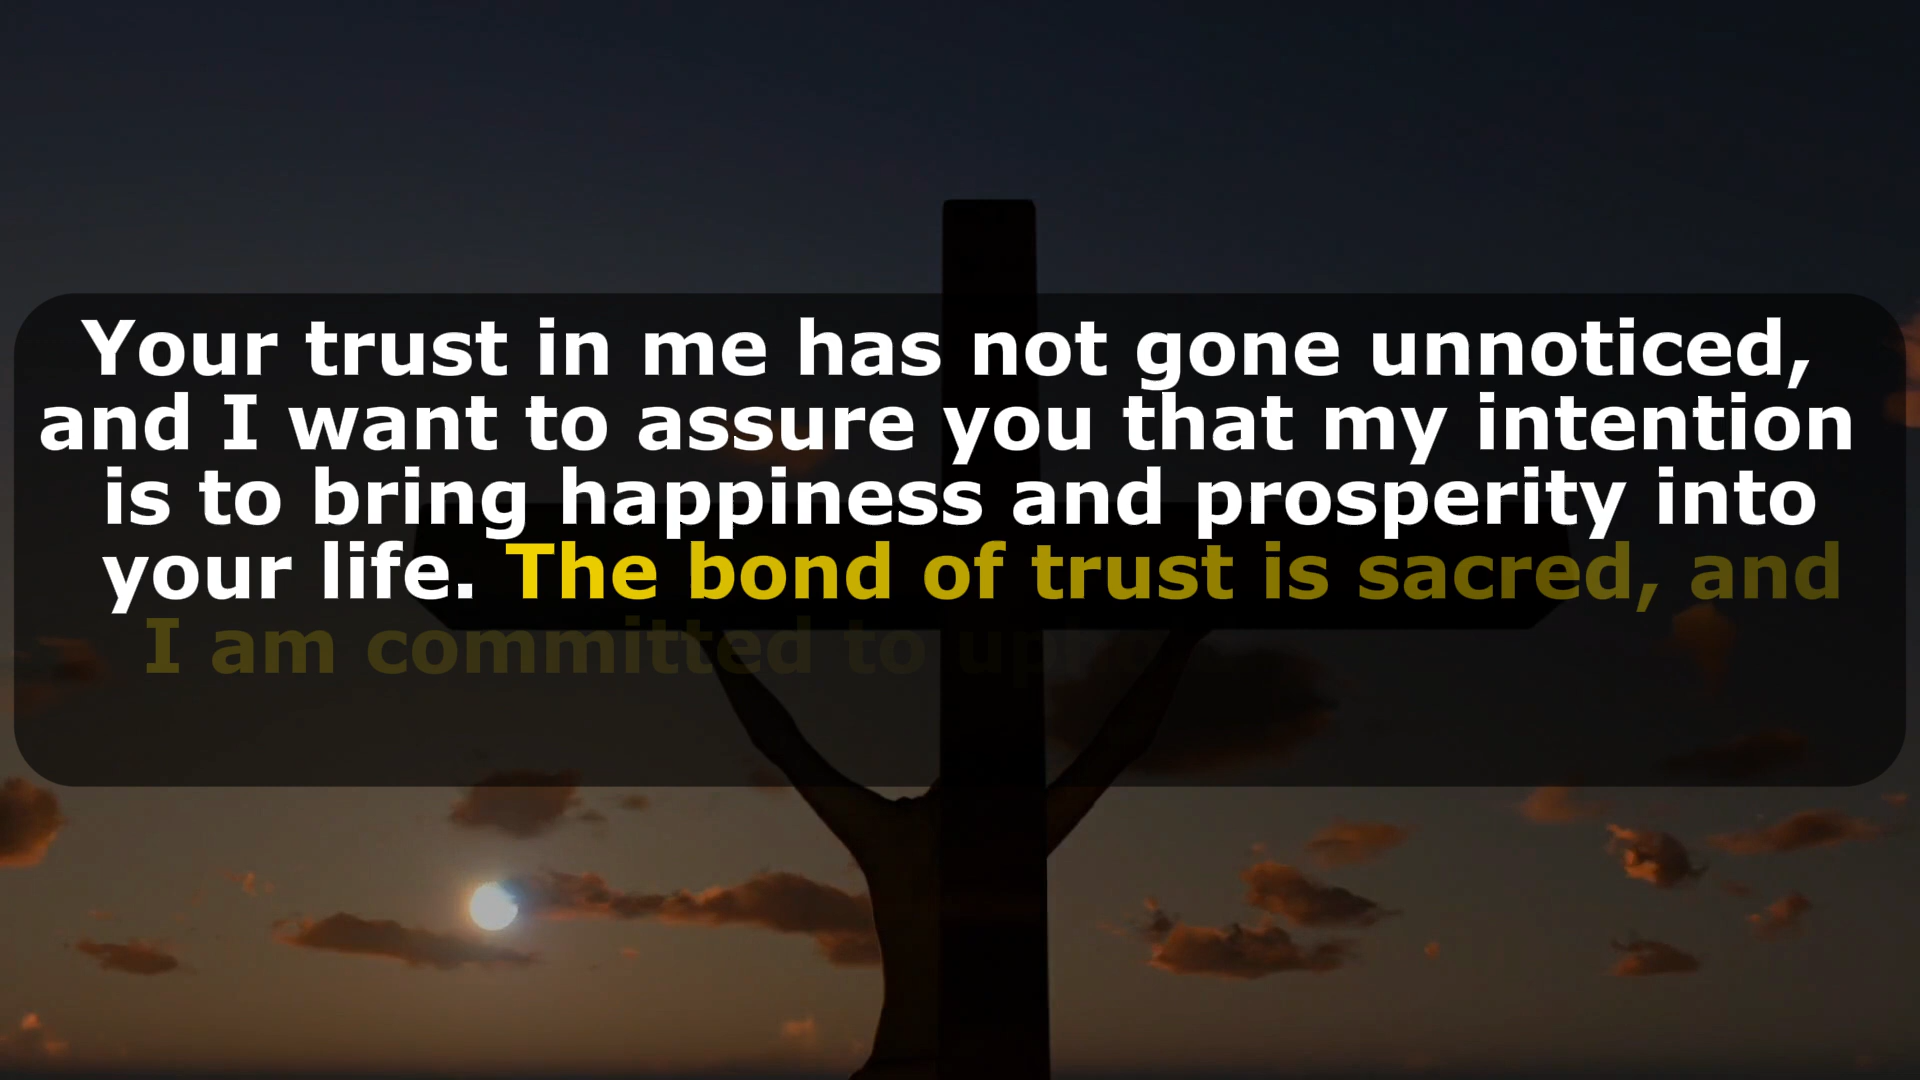 Your trust in me has not gone unnoticed,
and I want to assure you that my intention
is to bring happiness and prosperity into
your life. The bond of trust is sacred, and
I am committed to